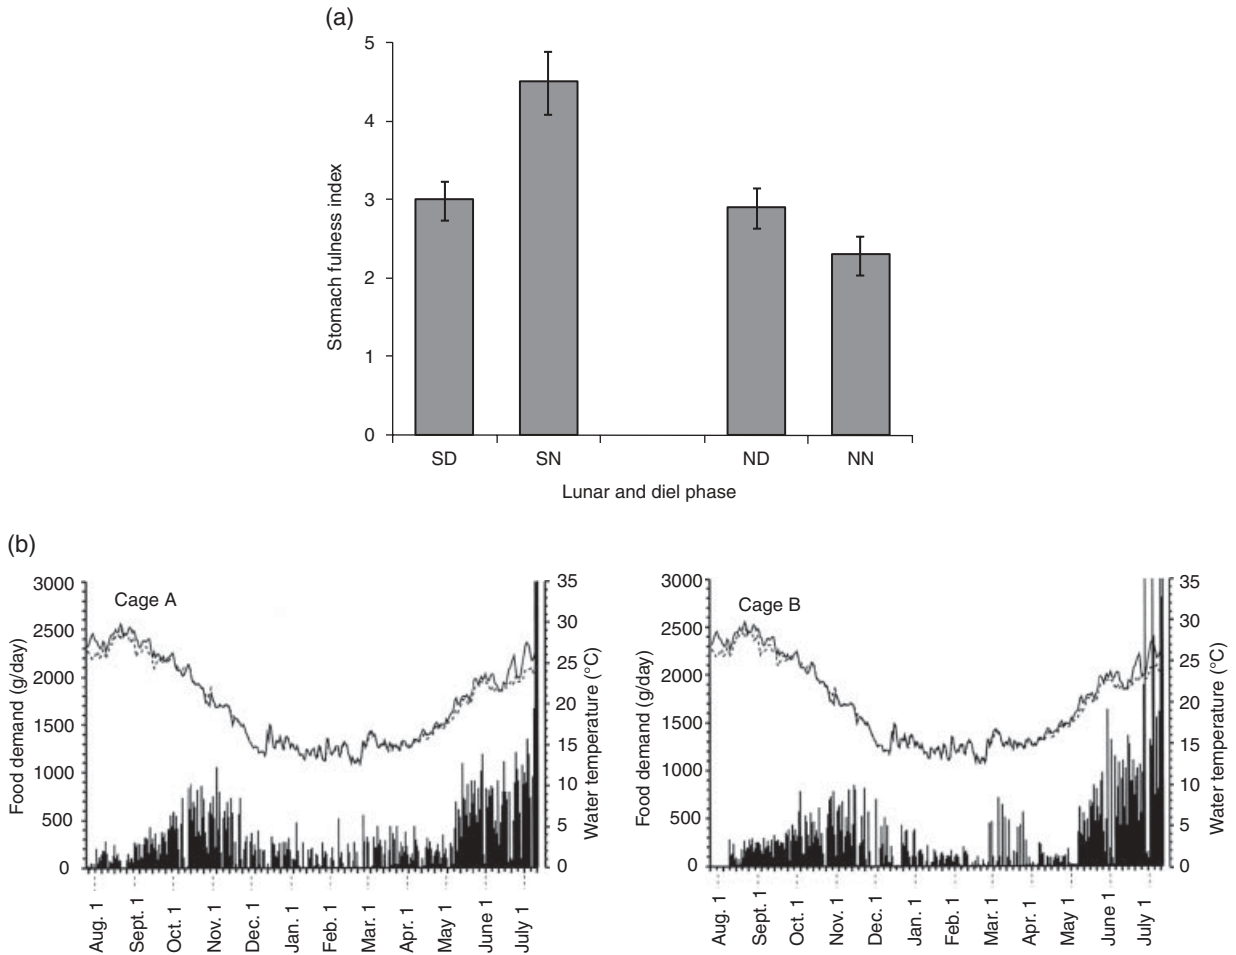 (a)
5
4
3
2
1
0
Stomach fulness index
SD SN ND NN
Lunar and diel phase
(b)
Cage A
3000
2500
2000
1500
1000
500
0
Food demand (g/day)
35
30
25
20
15
10
5
0
Water temperature (°C)
Aug. 1
Sept. 1
Oct. 1
Nov. 1
Dec. 1
Jan. 1
Feb. 1
Mar. 1
Apr. 1
May 1
June 1
July 1
Cage B
3000
2500
2000
1500
1000
500
0
Food demand (g/day)
35
30
25
20
15
10
5
0
Water temperature (°C)
Aug. 1
Sept. 1
Oct. 1
Nov. 1
Dec. 1
Jan. 1
Feb. 1
Mar. 1
Apr. 1
May 1
June 1
July 1